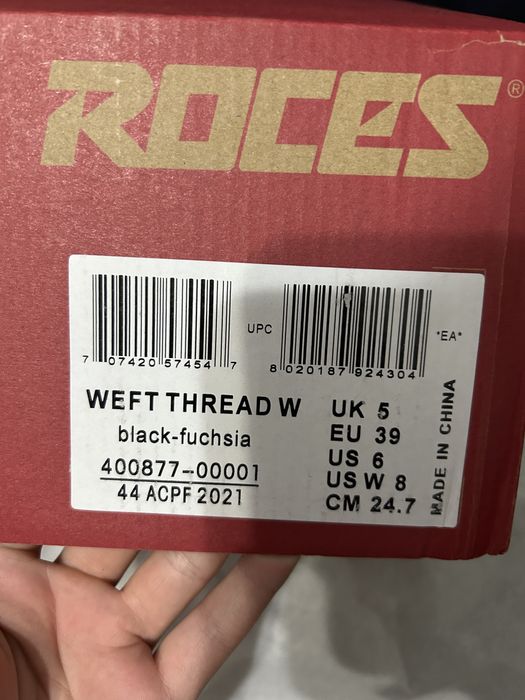 ROCES®
7 07420 57454 7
UPC
8 020187 924304
*EA*
WEFT THREAD W
black-fuchsia
400877-00001
44 ACPF 2021
UK 5
EU 39
US 6
US W 8
CM 24.7
MADE IN CHINA